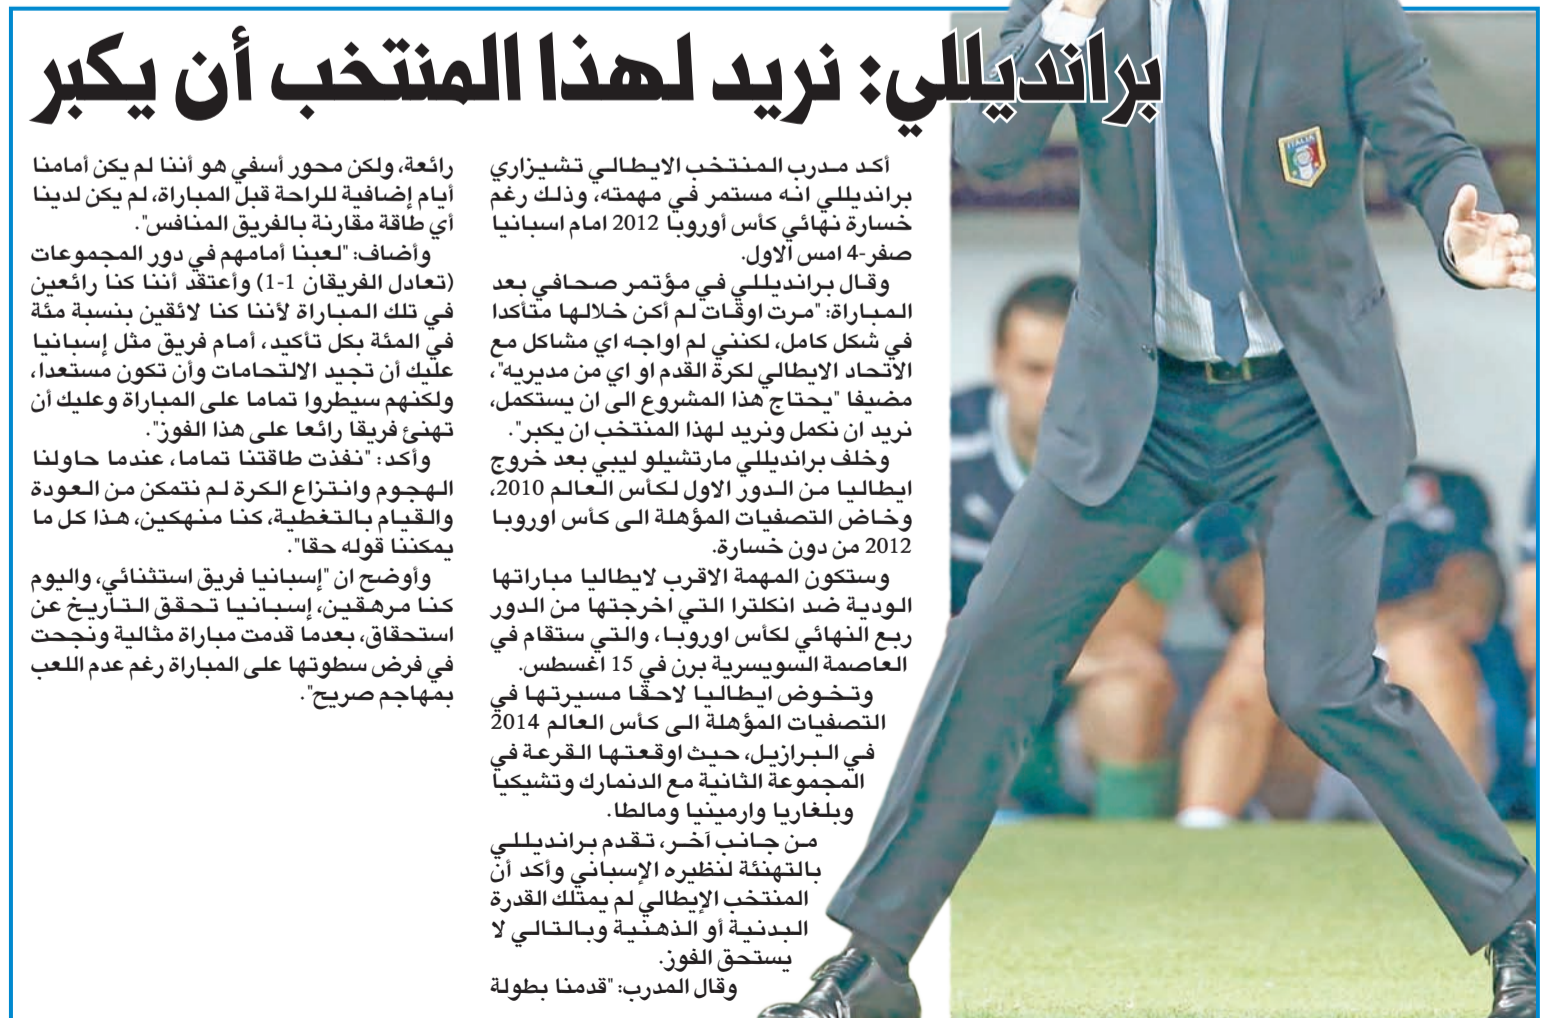 برانديللي: نريد لهذا المنتخب أن يكبر
أكد مدرب المنتخب الايطالي تشيزاري
برانديللي انه مستمر في مهمته، وذلك رغم
خسارة نهائي كأس أوروبا 2012 امام اسبانيا
صفر-4 امس الاول.
وقال برانديللي في مؤتمر صحافي بعد
المباراة: "مرت اوقات لم أكن خلالها متأكدا
في شكل كامل، لكنني لم اواجه اي مشاكل مع
الاتحاد الايطالي لكرة القدم او اي من مديريه"،
مضيفا "يحتاج هذا المشروع الى ان يستكمل،
نريد ان نكمل ونريد لهذا المنتخب ان يكبر".
وخلف برانديللي مارتشيلو ليبي بعد خروج
ايطاليا من الدور الاول لكأس العالم 2010،
وخاض التصفيات المؤهلة الى كأس اوروبا
2012 من دون خسارة.
وستكون المهمة الاقرب لايطاليا مباراتها
الودية ضد انكلترا التي اخرجتها من الدور
ربع النهائي لكأس اوروبا، والتي ستقام في
العاصمة السويسرية برن في 15 اغسطس.
وتخوض ايطاليا لاحقا مسيرتها في
التصفيات المؤهلة الى كأس العالم 2014
في البرازيل، حيث اوقعتها القرعة في
المجموعة الثانية مع الدنمارك وتشيكيا
وبلغاريا وارمينيا ومالطا.
من جانب آخر، تقدم برانديللي
بالتهنئة لنظيره الإسباني وأكد أن
المنتخب الإيطالي لم يمتلك القدرة
البدنية أو الذهنية وبالتالي لا
يستحق الفوز.
وقال المدرب: "قدمنا بطولة
رائعة، ولكن محور أسفي هو أننا لم يكن أمامنا
أيام إضافية للراحة قبل المباراة، لم يكن لدينا
أي طاقة مقارنة بالفريق المنافس".
وأضاف: "لعبنا أمامهم في دور المجموعات
(تعادل الفريقان 1-1) وأعتقد أننا كنا رائعين
في تلك المباراة لأننا كنا لائقين بنسبة مئة
في المئة بكل تأكيد، أمام فريق مثل إسبانيا
عليك أن تجيد الالتحامات وأن تكون مستعدا،
ولكنهم سيطروا تماما على المباراة وعليك أن
تهنئ فريقا رائعا على هذا الفوز".
وأكد: "نفذت طاقتنا تماما، عندما حاولنا
الهجوم وانتزاع الكرة لم نتمكن من العودة
والقيام بالتغطية، كنا منهكين، هذا كل ما
يمكننا قوله حقا".
وأوضح ان "إسبانيا فريق استثنائي، واليوم
كنا مرهقين، إسبانيا تحقق التاريخ عن
استحقاق، بعدما قدمت مباراة مثالية ونجحت
في فرض سطوتها على المباراة رغم عدم اللعب
بمهاجم صريح".
ITALIA